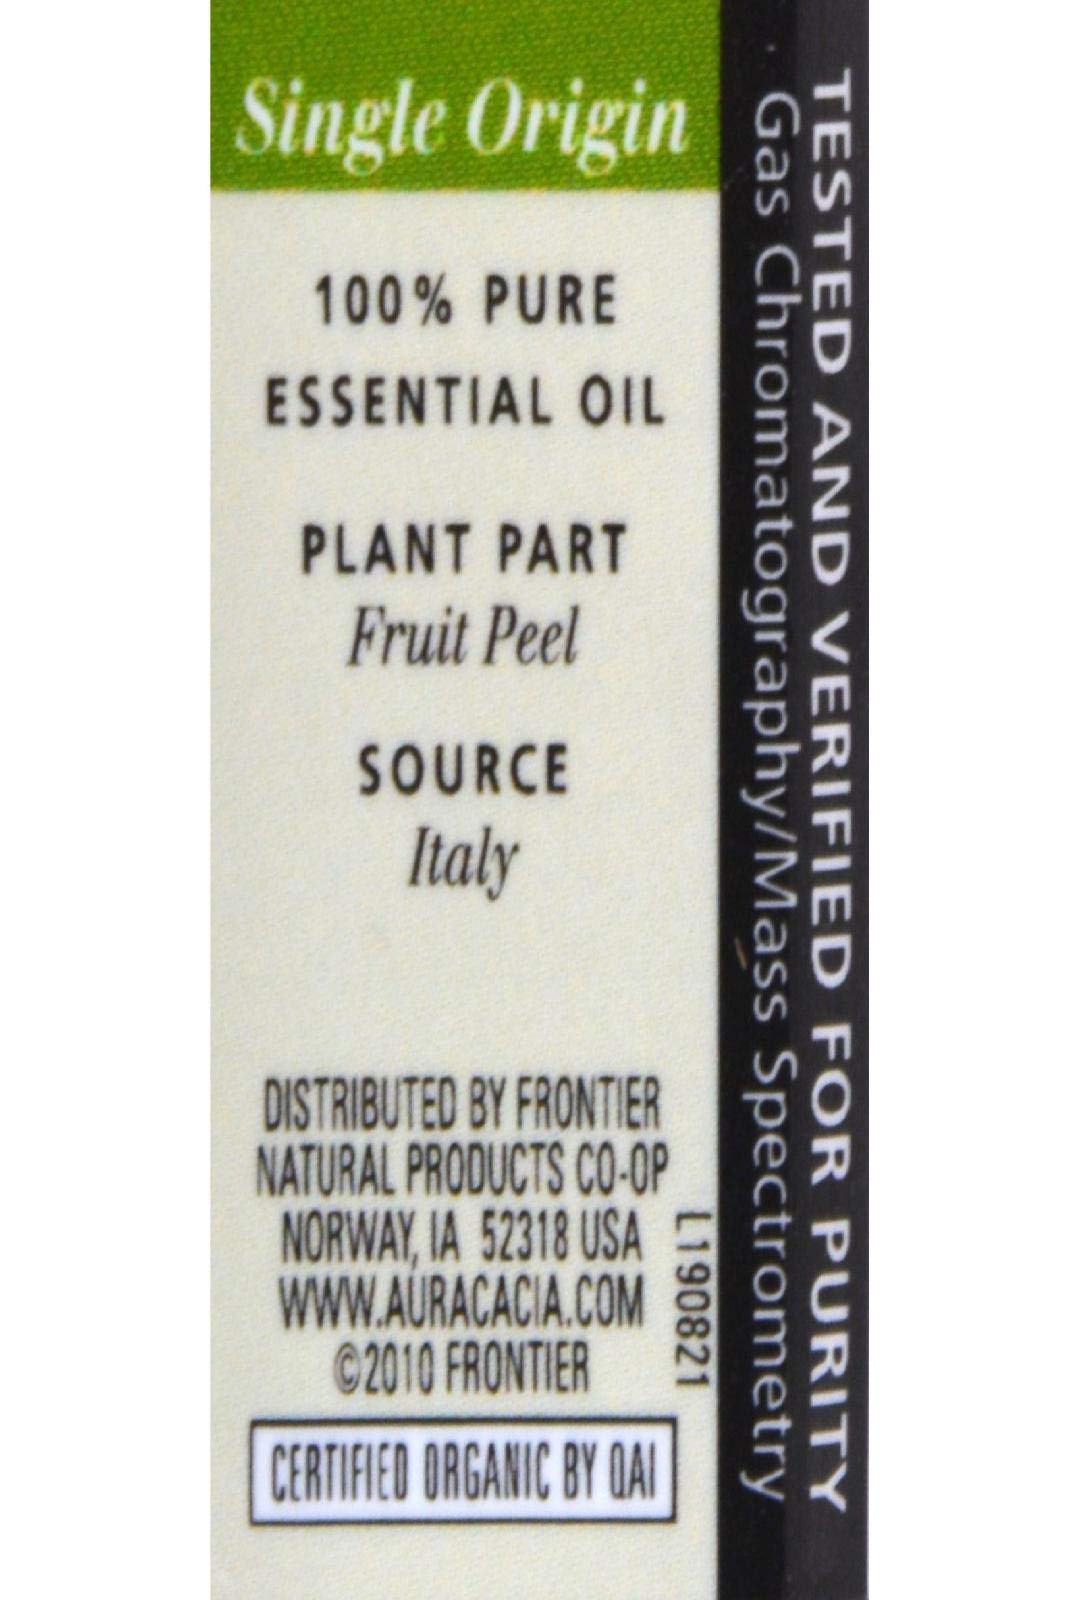 Single Origin
100% PURE
ESSENTIAL OIL
PLANT PART
Fruit Peel
SOURCE
Italy
DISTRIBUTED BY FRONTIER
NATURAL PRODUCTS CO-OP
NORWAY, IA 52318 USA
WWW.AURACACIA.COM
©2010 FRONTIER
CERTIFIED ORGANIC BY QAI
L190821
TESTED AND VERIFIED FOR PURITY
Gas Chromatography/Mass Spectrometry